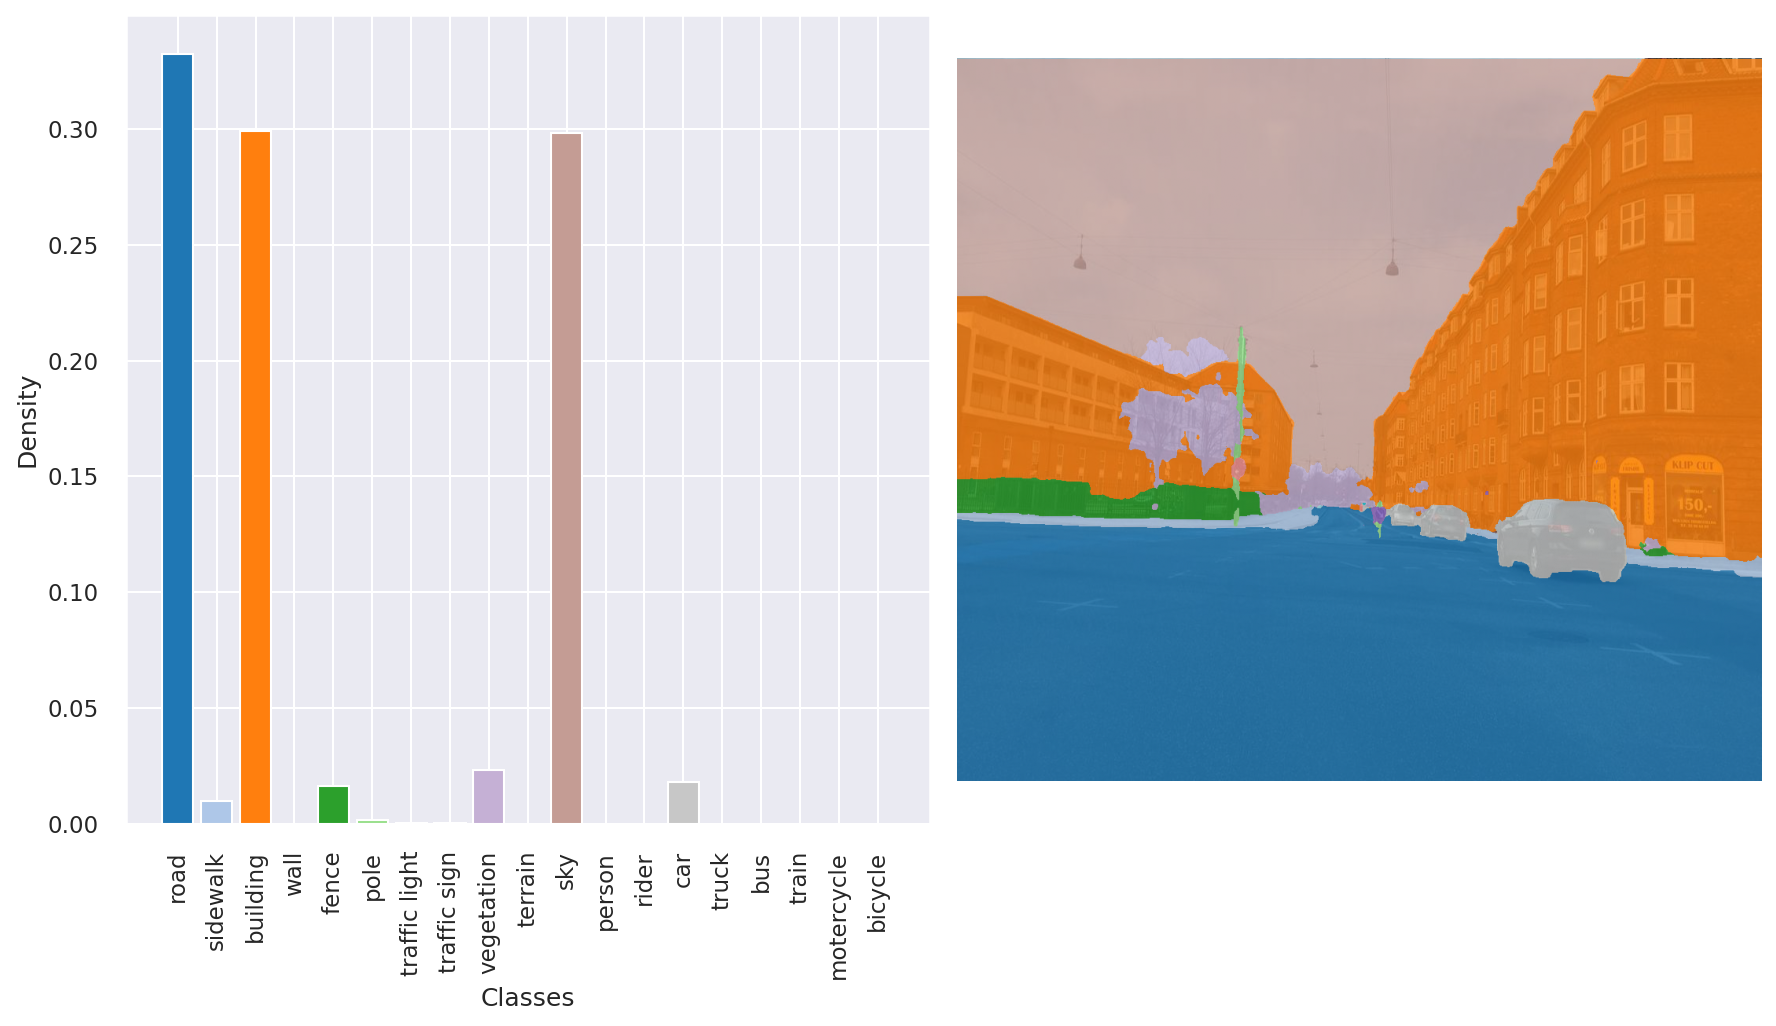 0.30
0.25
0.20
0.15
0.10
0.05
0.00
Density
road
sidewalk
building
wall
fence
pole
traffic light
traffic sign
vegetation
terrain
sky
person
rider
car
truck
bus
train
motercycle
bicycle
Classes
KLIP CUT
150,-